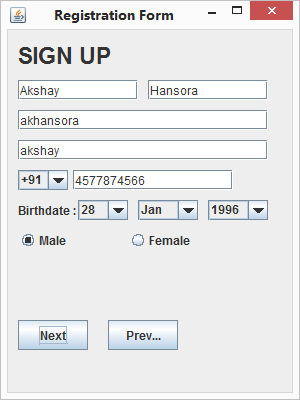 Registration Form
SIGN UP
Akshay Hansora
akhansora
akshay
+91 4577874566
Birthdate : 28 Jan 1996
Male Female
Next Prev...